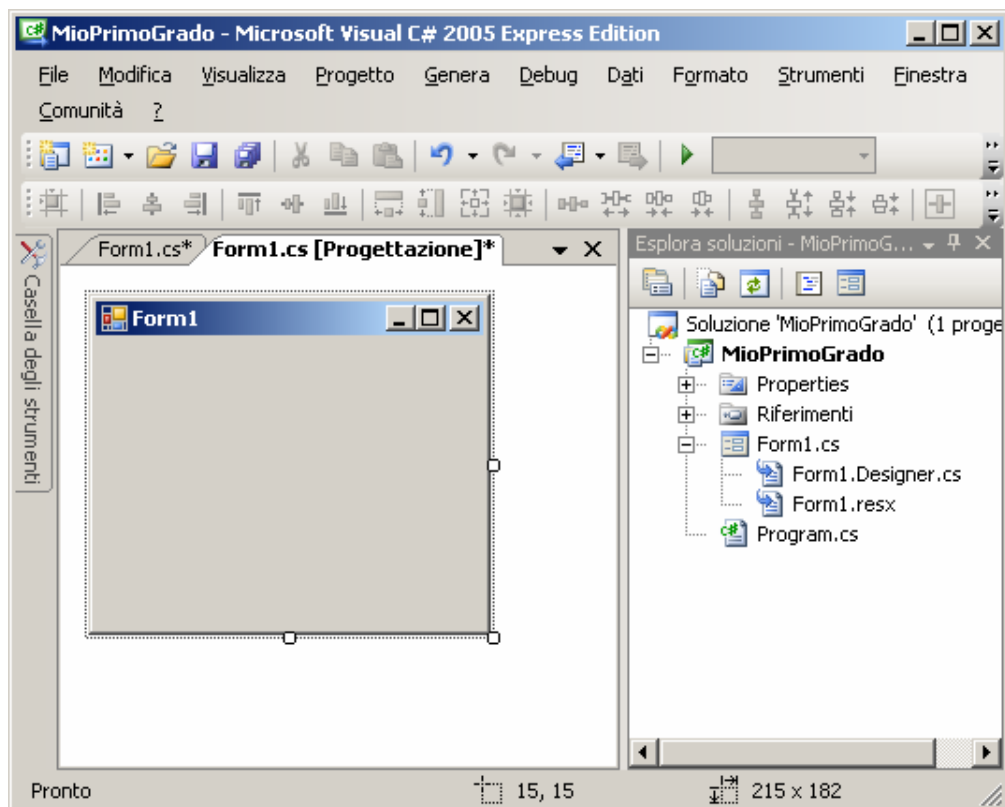 MioPrimoGrado - Microsoft Visual C# 2005 Express Edition
File Modifica Visualizza Progetto Genera Debug Dati Formato Strumenti Finestra
Comunità ?
Casella degli strumenti
Form1.cs* Form1.cs [Progettazione]*
Form1
Esplora soluzioni - MioPrimoG...
Soluzione 'MioPrimoGrado' (1 proge
MioPrimoGrado
Properties
Riferimenti
Form1.cs
Form1.Designer.cs
Form1.resx
Program.cs
Pronto 15, 15 215 x 182